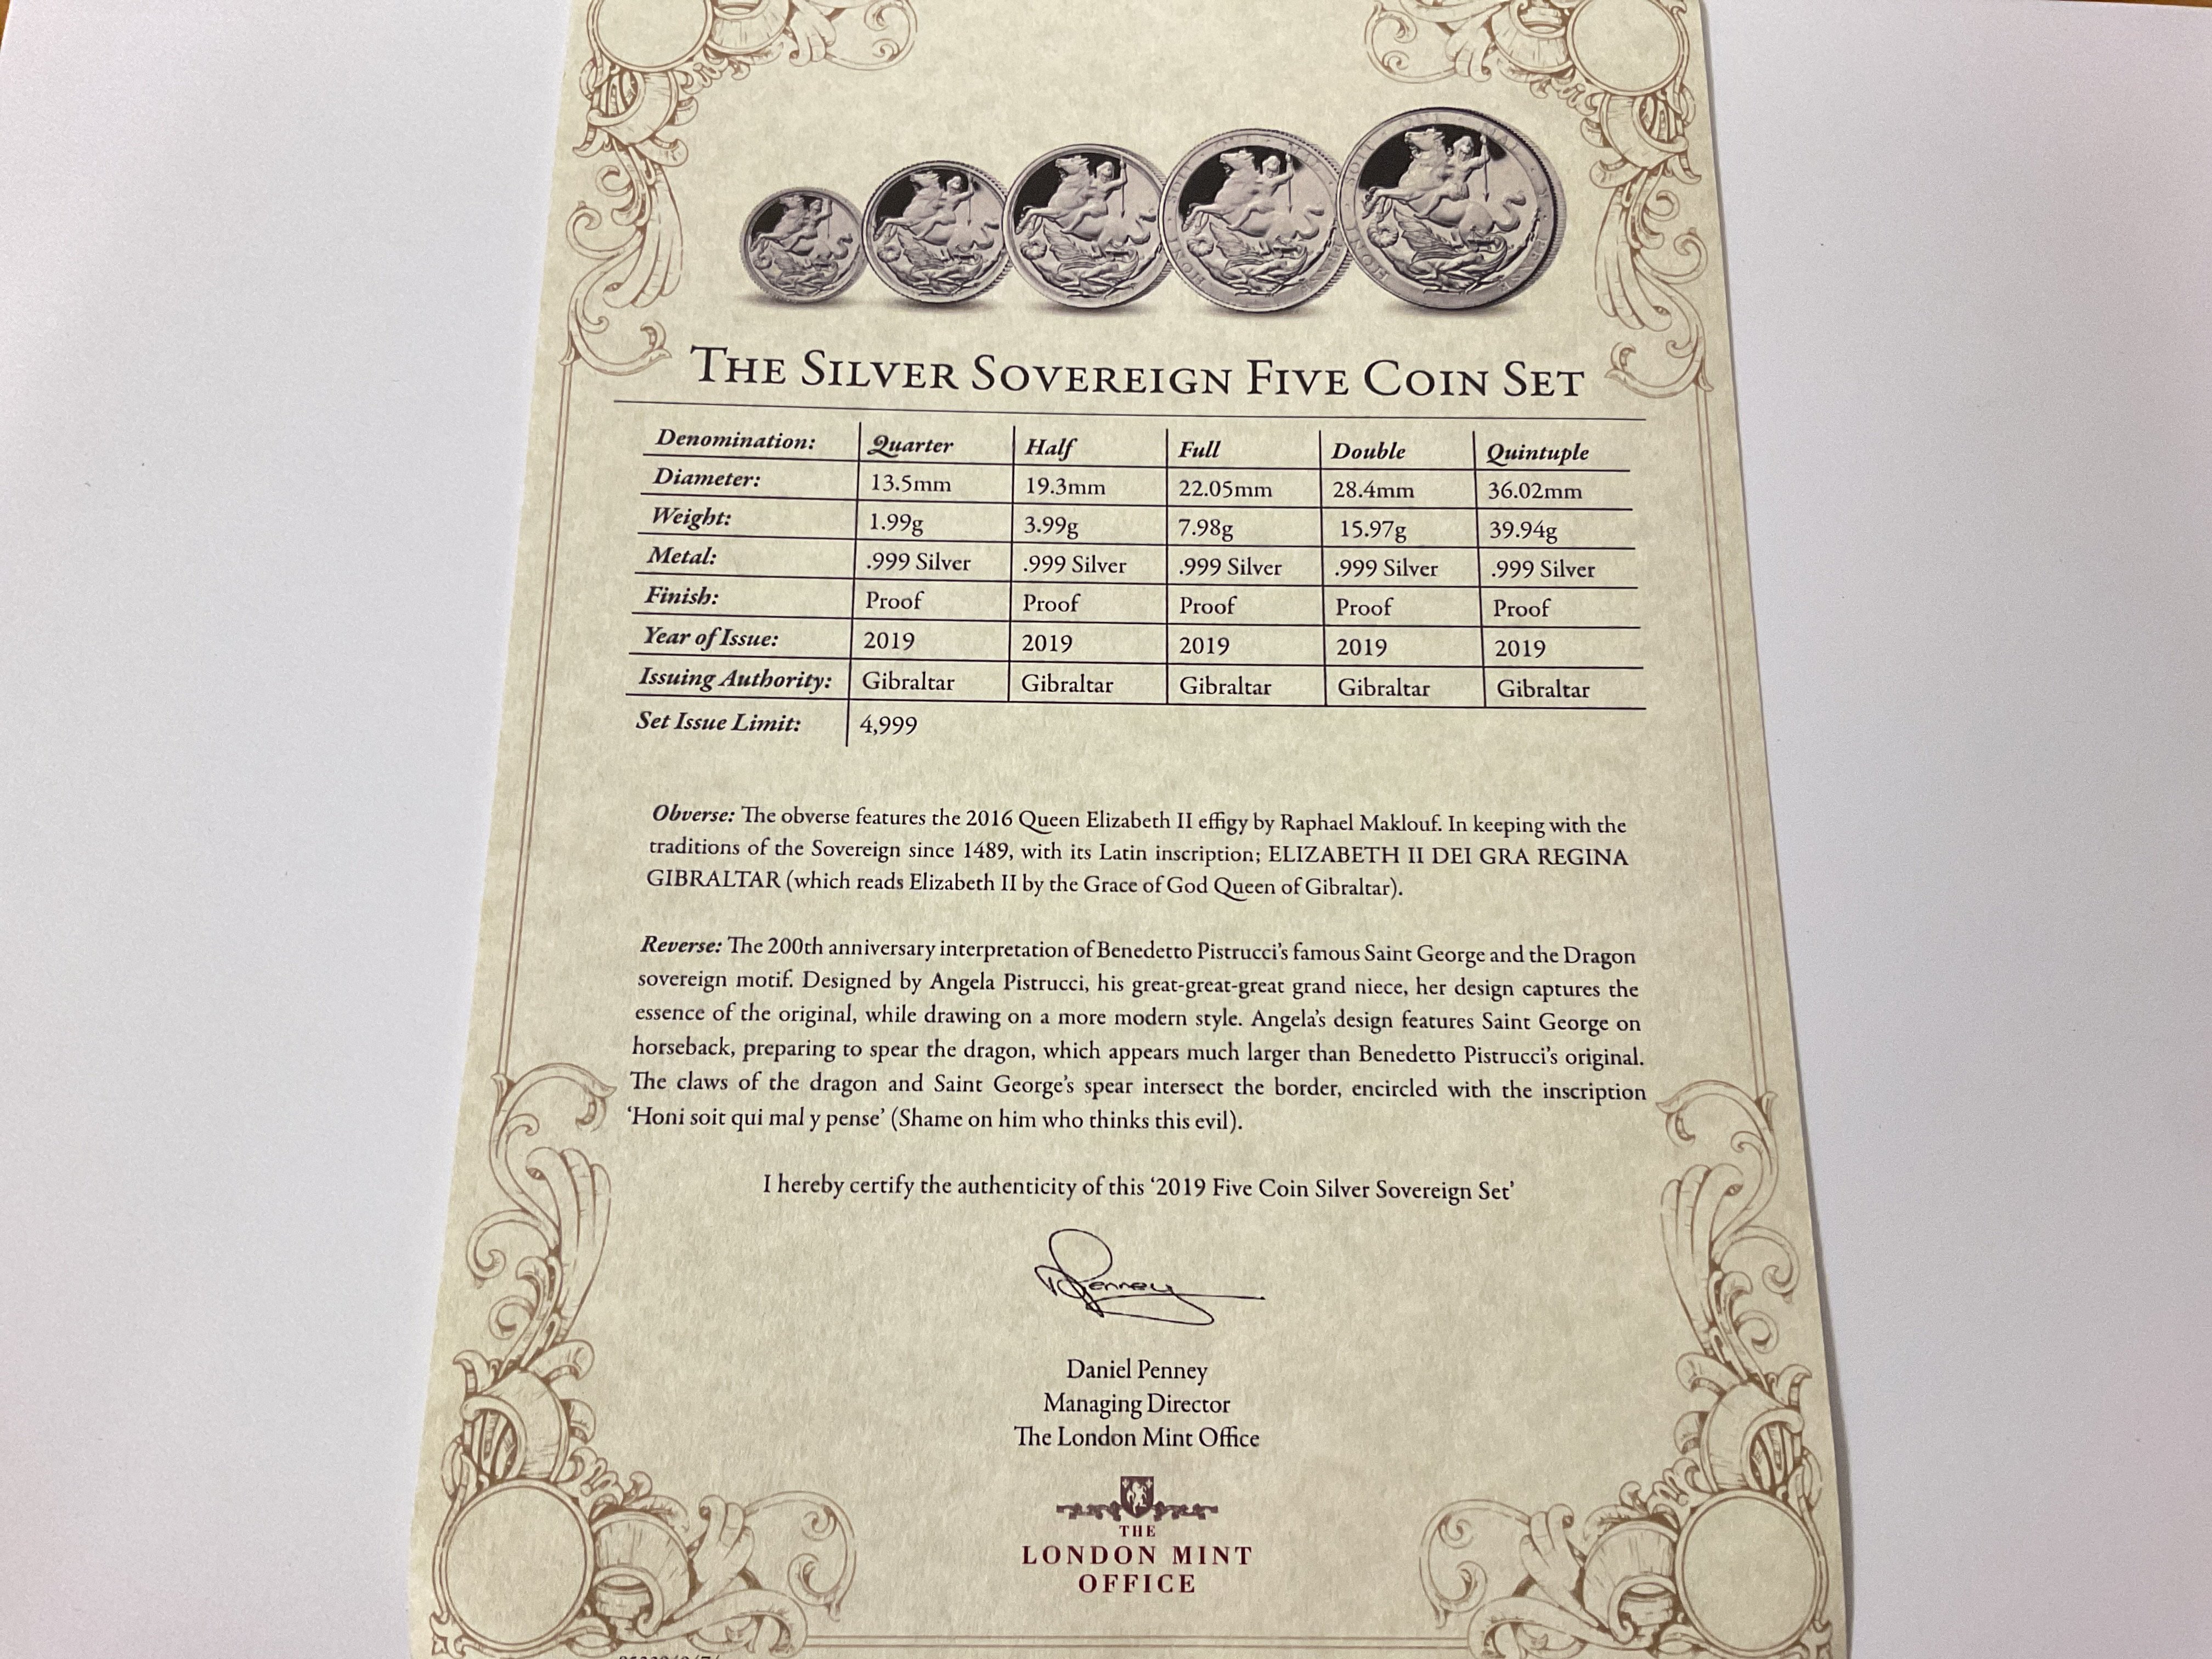 THE SILVER SOVEREIGN FIVE COIN SET
Denomination: Quarter Half Full Double Quintuple
Diameter: 13.5mm 19.3mm 22.05mm 28.4mm 36.02mm
Weight: 1.99g 3.99g 7.98g 15.97g 39.94g
Metal: .999 Silver .999 Silver .999 Silver .999 Silver .999 Silver
Finish: Proof Proof Proof Proof Proof
Year of Issue: 2019 2019 2019 2019 2019
Issuing Authority: Gibraltar Gibraltar Gibraltar Gibraltar Gibraltar
Set Issue Limit: 4,999
Obverse: The obverse features the 2016 Queen Elizabeth II effigy by Raphael Maklouf. In keeping with the
traditions of the Sovereign since 1489, with its Latin inscription; ELIZABETH II DEI GRA REGINA
GIBRALTAR (which reads Elizabeth II by the Grace of God Queen of Gibraltar).
Reverse: The 200th anniversary interpretation of Benedetto Pistrucci's famous Saint George and the Dragon
sovereign motif. Designed by Angela Pistrucci, his great-great-great grand niece, her design captures the
essence of the original, while drawing on a more modern style. Angela's design features Saint George on
horseback, preparing to spear the dragon, which appears much larger than Benedetto Pistrucci's original.
The claws of the dragon and Saint George's spear intersect the border, encircled with the inscription
'Honi soit qui mal y pense' (Shame on him who thinks this evil).
I hereby certify the authenticity of this '2019 Five Coin Silver Sovereign Set'
Daniel Penney
Managing Director
The London Mint Office
THE
LONDON MINT
OFFICE